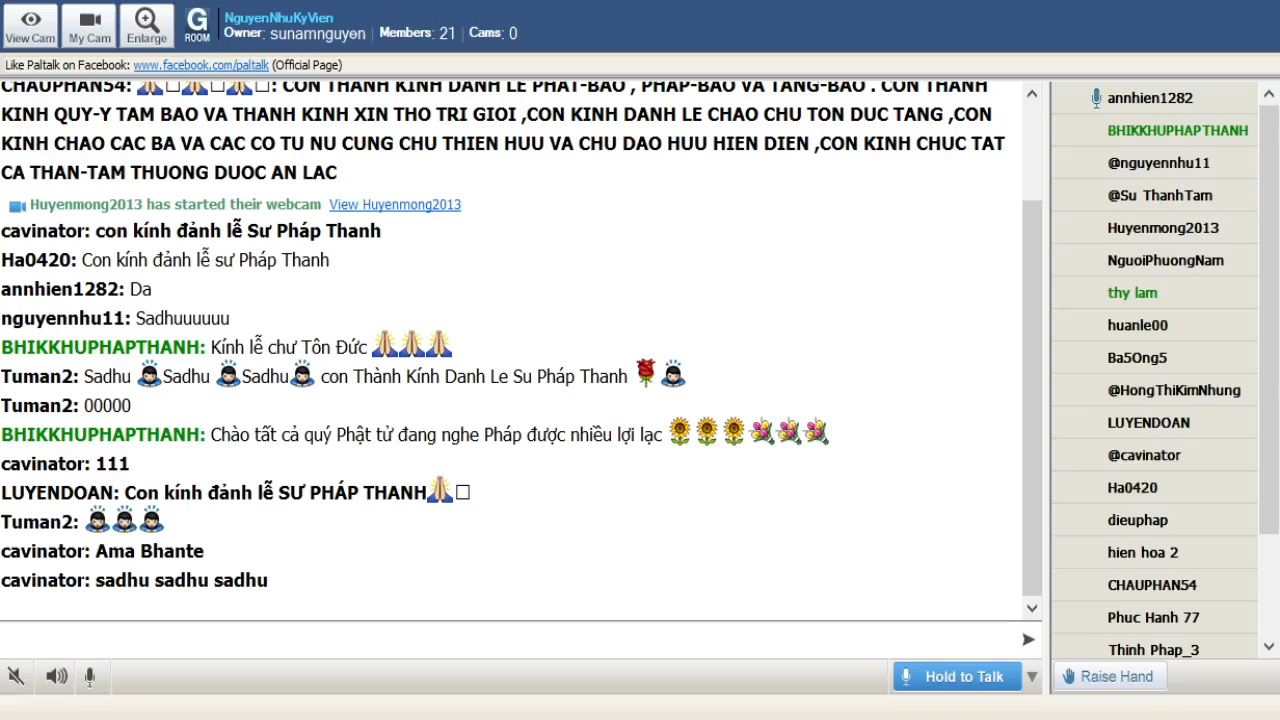 View Cam
My Cam
Enlarge
G
ROOM
NguyenNhuKyVien
Owner: sunamnguyen | Members: 21 | Cams: 0
Like Paltalk on Facebook: www.facebook.com/paltalk (Official Page)
CHAUPHAN54: 🙏□🙏□🙏□: CON THANH KINH DANH LE PHAT-BAO , PHAP-BAO VA TANG-BAO . CON THANH
KINH QUY-Y TAM BAO VA THANH KINH XIN THO TRI GIOI ,CON KINH DANH LE CHAO CHU TON DUC TANG ,CON
KINH CHAO CAC BA VA CAC CO TU NU CUNG CHU THIEN HUU VA CHU DAO HUU HIEN DIEN ,CON KINH CHUC TAT
CA THAN-TAM THUONG DUOC AN LAC
Huyenmong2013 has started their webcam View Huyenmong2013
cavinator: con kính đảnh lễ Sư Pháp Thanh
Ha0420: Con kính đảnh lễ sư Pháp Thanh
annhien1282: Da
nguyennhu11: Sadhuuuuuu
BHIKKHUPHAPTHANH: Kính lễ chư Tôn Đức 🙏🙏🙏
Tuman2: Sadhu 🙇Sadhu 🙇Sadhu🙇 con Thành Kính Danh Le Su Pháp Thanh 🌹🙇
Tuman2: 00000
BHIKKHUPHAPTHANH: Chào tất cả quý Phật tử đang nghe Pháp được nhiều lợi lạc 🌻🌻🌻💐💐💐
cavinator: 111
LUYENDOAN: Con kính đảnh lễ SƯ PHÁP THANH🙏□
Tuman2: 🙇🙇🙇
cavinator: Ama Bhante
cavinator: sadhu sadhu sadhu
annhien1282
BHIKKHUPHAPTHANH
@nguyennhu11
@Su ThanhTam
Huyenmong2013
NguoiPhuongNam
thy lam
huanle00
Ba5Ong5
@HongThiKimNhung
LUYENDOAN
@cavinator
Ha0420
dieuphap
hien hoa 2
CHAUPHAN54
Phuc Hanh 77
Thinh Phap_3
Hold to Talk
Raise Hand